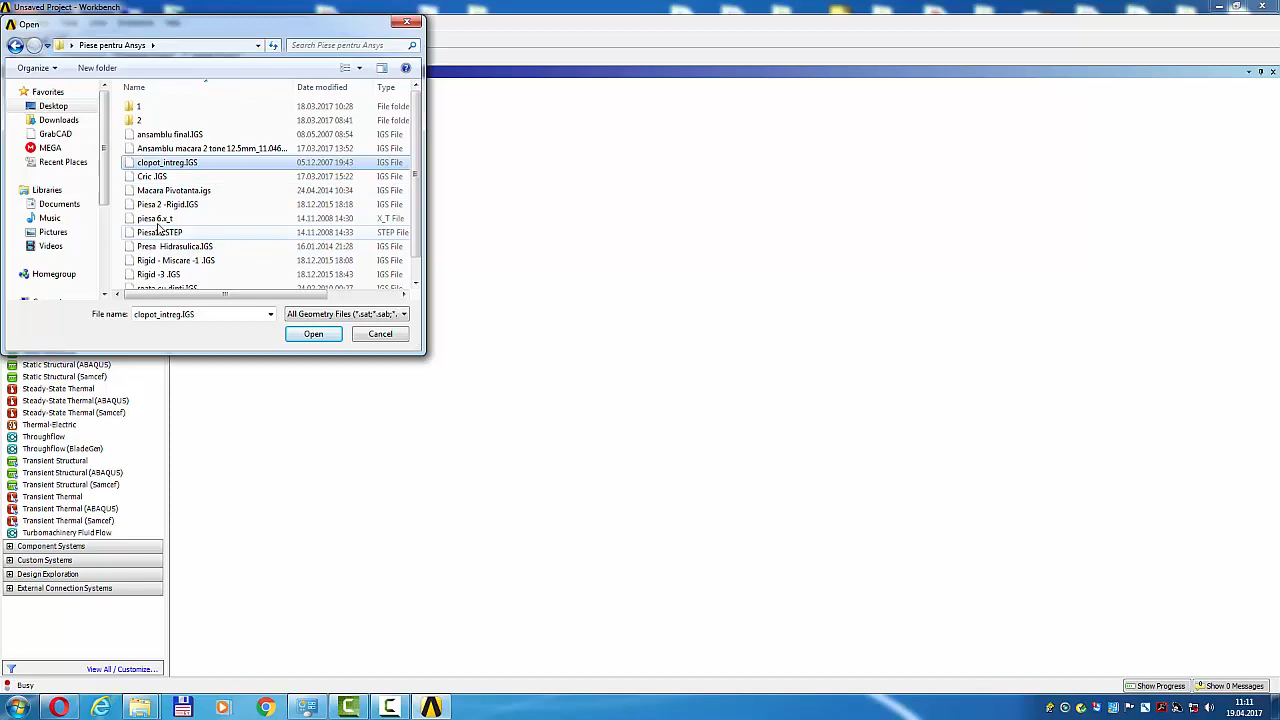 Unsaved Project - Workbench
Open
Piese pentru Ansys
Search Piese pentru Ansys
Organize
New folder
Name
Date modified
Type
Favorites
Desktop
Downloads
GrabCAD
MEGA
Recent Places
Libraries
Documents
Music
Pictures
Videos
Homegroup
1 18.03.2017 10:28 File folde
2 18.03.2017 08:41 File folde
ansamblu final.IGS 08.05.2007 08:54 IGS File
Ansamblu macara 2 tone 12.5mm_11.046... 17.03.2017 13:52 IGS File
clopot_intreg.IGS 05.12.2007 19:43 IGS File
Cric .IGS 17.03.2017 15:22 IGS File
Macara Pivotanta.igs 24.04.2014 10:34 IGS File
Piesa 2 -Rigid.IGS 18.12.2015 18:18 IGS File
piesa 6.x_t 14.11.2008 14:30 X_T File
14.11.2008 14:33 STEP File
Presa Hidrasulica.IGS 16.01.2014 21:28 IGS File
Rigid - Miscare -1 .IGS 18.12.2015 18:08 IGS File
Rigid -3 .IGS 18.12.2015 18:43 IGS File
File name: clopot_intreg.IGS
All Geometry Files (*.sat;*.sab;*.
Open
Cancel
Static Structural (ABAQUS)
Static Structural (Samcef)
Steady-State Thermal
Steady-State Thermal (ABAQUS)
Steady-State Thermal (Samcef)
Thermal-Electric
Throughflow
Throughflow (BladeGen)
Transient Structural
Transient Structural (ABAQUS)
Transient Structural (Samcef)
Transient Thermal
Transient Thermal (ABAQUS)
Transient Thermal (Samcef)
Turbomachinery Fluid Flow
Component Systems
Custom Systems
Design Exploration
External Connection Systems
View All / Customize...
Busy
Show Progress
Show 0 Messages
11:11
19.04.2017